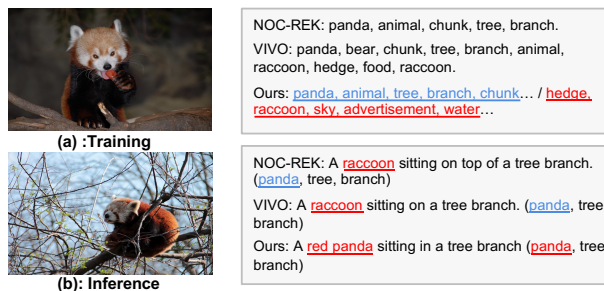 NOC-REK: panda, animal, chunk, tree, branch.
VIVO: panda, bear, chunk, tree, branch, animal,
raccoon, hedge, food, raccoon.
Ours: panda, animal, tree, branch, chunk… / hedge,
raccoon, sky, advertisement, water…
(a) :Training
NOC-REK: A raccoon sitting on top of a tree branch.
(panda, tree, branch)
VIVO: A raccoon sitting on a tree branch. (panda, tree
branch)
Ours: A red panda sitting in a tree branch (panda, tree
branch)
(b): Inference